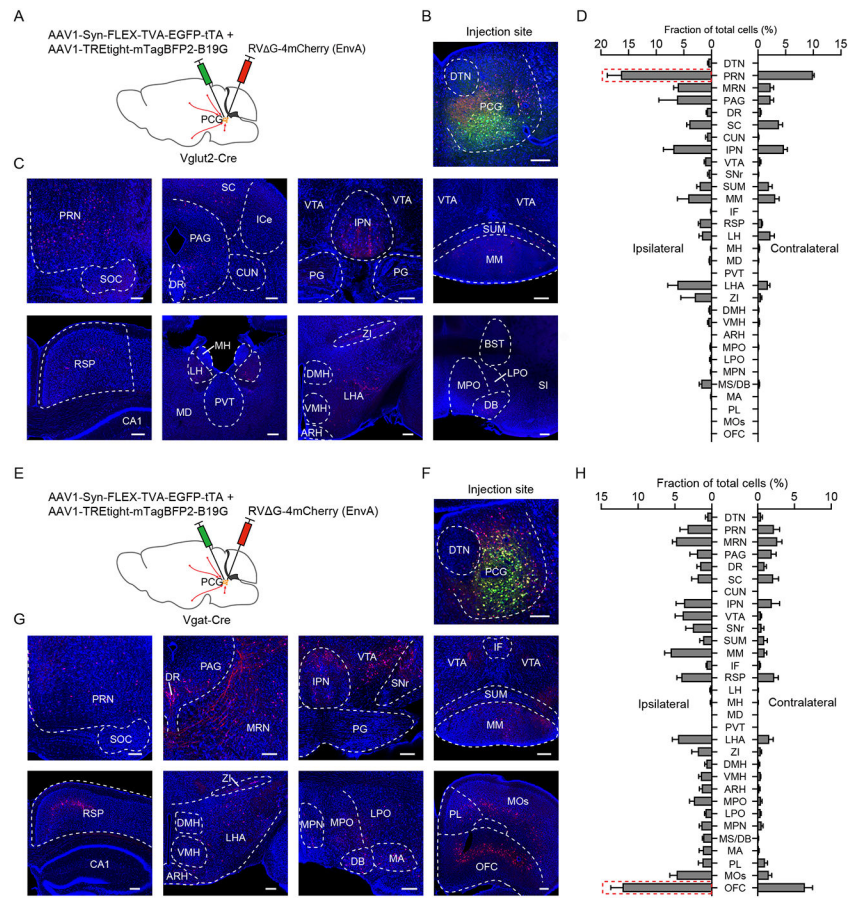 A
AAV1-Syn-FLEX-TVA-EGFP-tTA +
AAV1-TREtight-mTagBFP2-B19G
RVΔG-4mCherry (EnvA)
PCG
Vglut2-Cre
B
Injection site
DTN
PCG
C
PRN
SOC
SC
ICe
PAG
CUN
DR
VTA
VTA
IPN
PG
PG
VTA
VTA
SUM
MM
RSP
CA1
MH
LH
MD
PVT
ZI
DMH
LHA
VMH
ARH
BST
LPO
MPO
SI
DB
D
Fraction of total cells (%)
20 15 10 5 0 0 5 10 15
DTN
PRN
MRN
PAG
DR
SC
CUN
IPN
VTA
SNr
SUM
MM
IF
RSP
LH
Ipsilateral
Contralateral
MH
MD
PVT
LHA
ZI
DMH
VMH
ARH
MPO
LPO
MPN
MS/DB
MA
PL
MOs
OFC
E
AAV1-Syn-FLEX-TVA-EGFP-tTA +
AAV1-TREtight-mTagBFP2-B19G
RVΔG-4mCherry (EnvA)
PCG
Vgat-Cre
F
Injection site
DTN
PCG
G
PRN
SOC
PAG
DR
MRN
VTA
IPN
SNr
PG
IF
VTA
VTA
SUM
MM
RSP
CA1
ZI
DMH
LHA
VMH
ARH
LPO
MPN
MPO
DB
MA
MOs
PL
OFC
H
Fraction of total cells (%)
15 10 5 0 0 5 10
DTN
PRN
MRN
PAG
DR
SC
CUN
IPN
VTA
SNr
SUM
MM
IF
RSP
LH
Ipsilateral
MH
Contralateral
MD
PVT
LHA
ZI
DMH
VMH
ARH
MPO
LPO
MPN
MS/DB
MA
PL
MOs
OFC